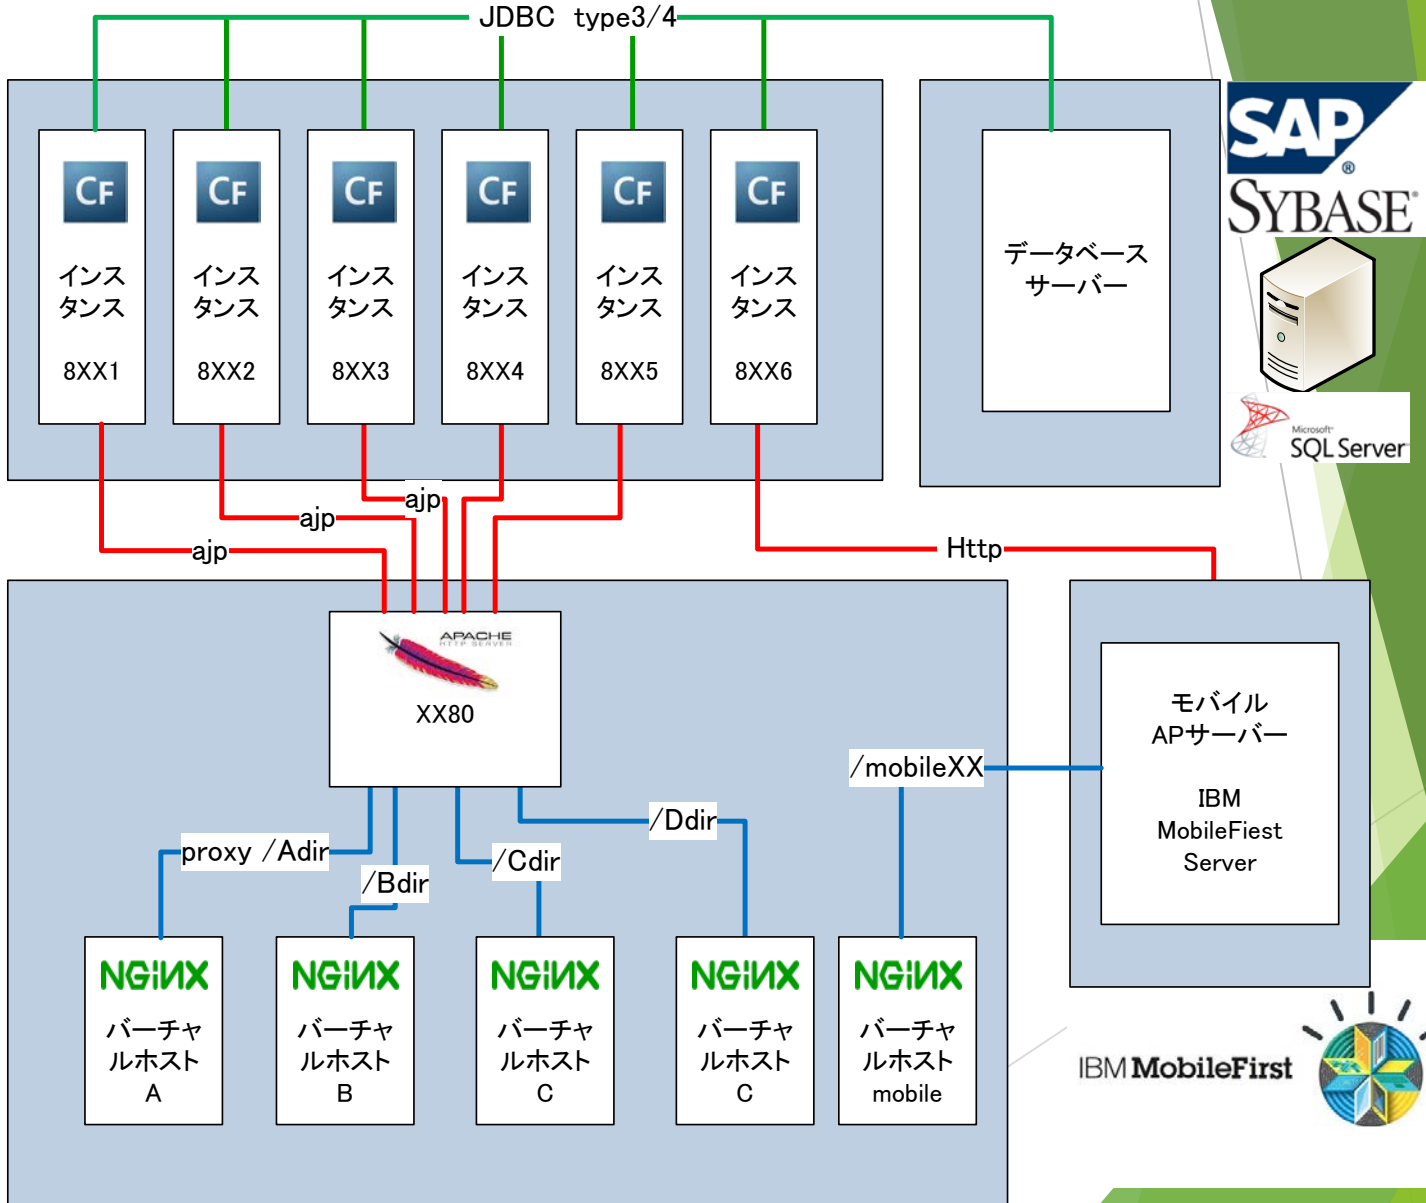 JDBC type3/4
CF
インス
タンス
8XX1
CF
インス
タンス
8XX2
CF
インス
タンス
8XX3
CF
インス
タンス
8XX4
CF
インス
タンス
8XX5
CF
インス
タンス
8XX6
データベース
サーバー
SAP
®
SYBASE®
Microsoft®
SQL Server
ajp
ajp
ajp
Http
APACHE
HTTP SERVER
XX80
モバイル
APサーバー
IBM
MobileFiest
Server
/mobileXX
proxy /Adir
/Bdir
/Cdir
/Ddir
NGiNX
バーチャ
ルホスト
A
NGiNX
バーチャ
ルホスト
B
NGiNX
バーチャ
ルホスト
C
NGiNX
バーチャ
ルホスト
C
NGiNX
バーチャ
ルホスト
mobile
IBM MobileFirst